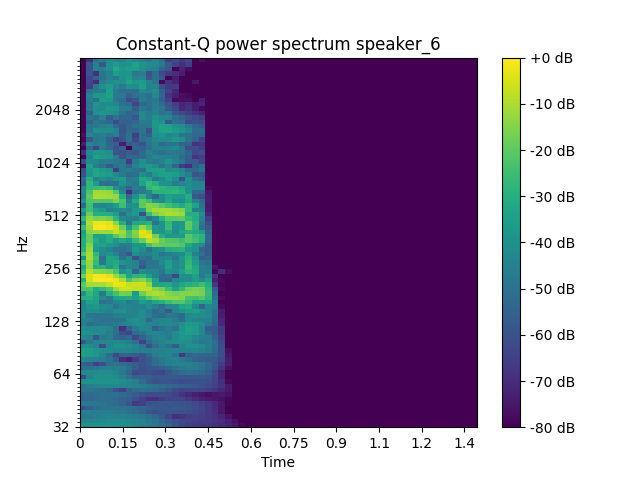 Constant-Q power spectrum speaker_6
Hz
2048
1024
512
256
128
64
32
0 0.15 0.3 0.45 0.6 0.75 0.9 1.1 1.2 1.4
Time
+0 dB
-10 dB
-20 dB
-30 dB
-40 dB
-50 dB
-60 dB
-70 dB
-80 dB